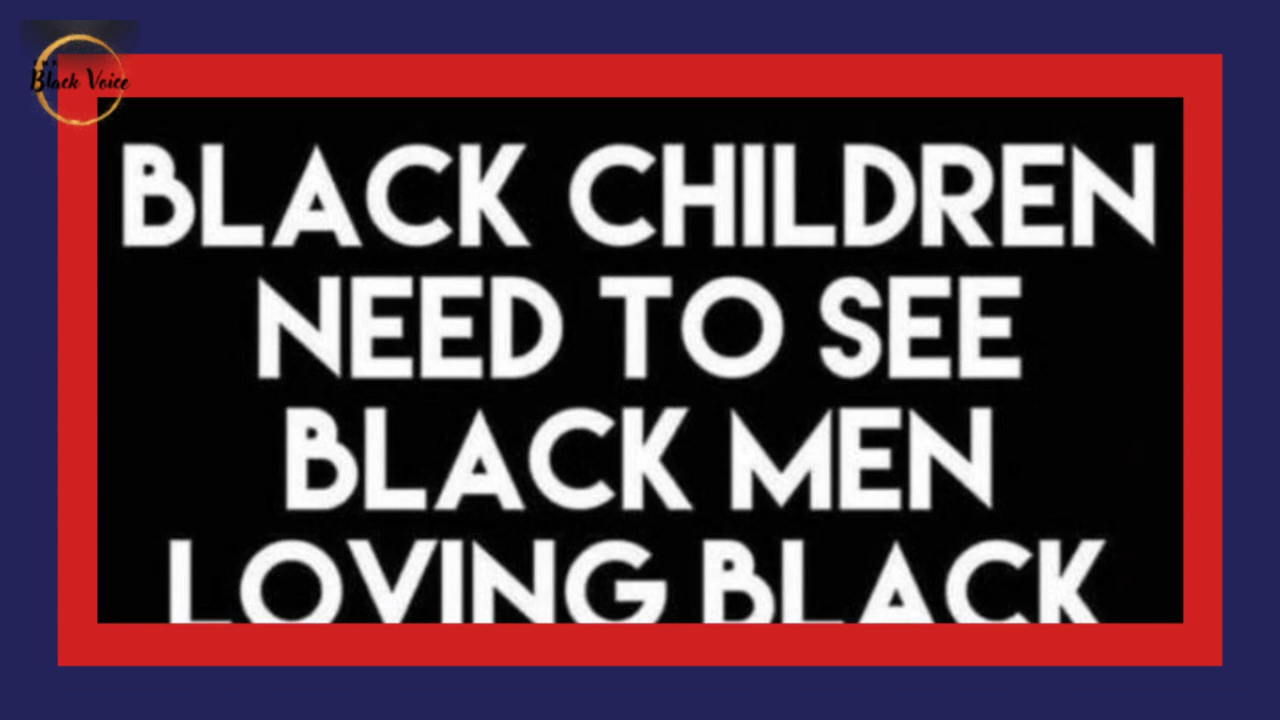 Black Voice
BLACK CHILDREN
NEED TO SEE
BLACK MEN
LOVING BLACK